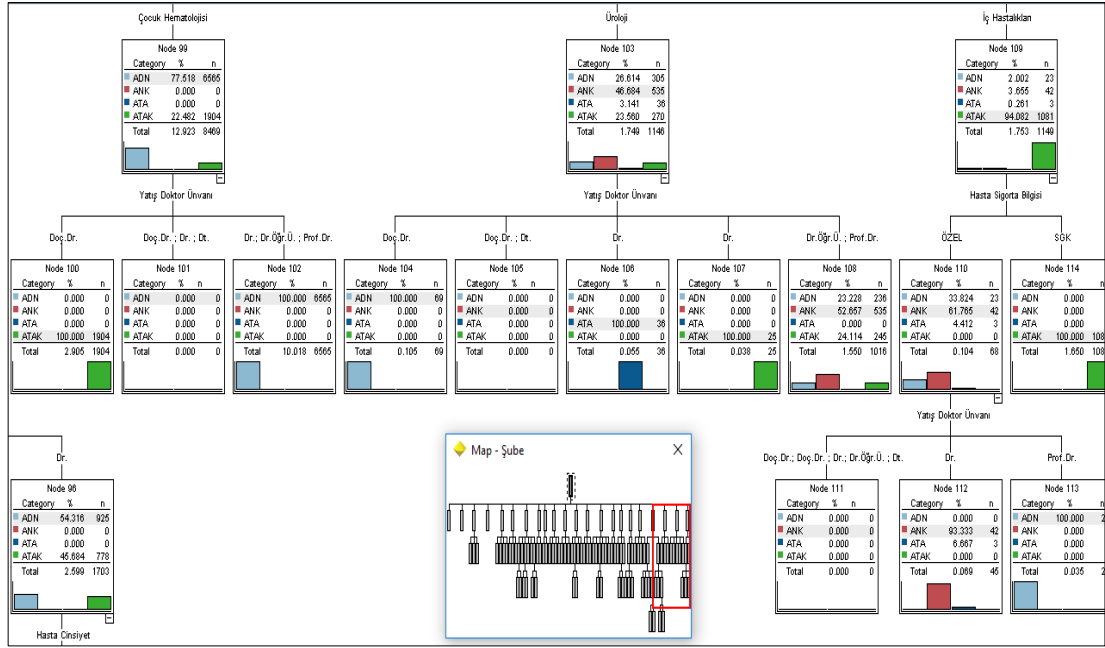 Çocuk Hematolojisi
Üroloji
İç Hastalıkları
Node 99
Category % n
ADN 77.518 6565
ANK 0.000 0
ATA 0.000 0
ATAK 22.482 1904
Total 12.923 8469
Node 103
Category % n
ADN 26.614 305
ANK 46.684 535
ATA 3.141 36
ATAK 23.560 270
Total 1.749 1146
Node 109
Category % n
ADN 2.002 23
ANK 3.655 42
ATA 0.261 3
ATAK 94.082 1081
Total 1.753 1149
Yatış Doktor Ünvanı
Yatış Doktor Ünvanı
Hasta Sigorta Bilgisi
Doç.Dr.
Doç.Dr. ; Dr. ; Dt.
Dr.; Dr.Öğr.Ü. ; Prof.Dr.
Doç.Dr.
Doç.Dr. ; Dt.
Dr.
Dr.
Dr.Öğr.Ü. ; Prof.Dr.
ÖZEL
SGK
Node 100
Category % n
ADN 0.000 0
ANK 0.000 0
ATA 0.000 0
ATAK 100.000 1904
Total 2.905 1904
Node 101
Category % n
ADN 0.000 0
ANK 0.000 0
ATA 0.000 0
ATAK 0.000 0
Total 0.000 0
Node 102
Category % n
ADN 100.000 6565
ANK 0.000 0
ATA 0.000 0
ATAK 0.000 0
Total 10.018 6565
Node 104
Category % n
ADN 100.000 69
ANK 0.000 0
ATA 0.000 0
ATAK 0.000 0
Total 0.105 69
Node 105
Category % n
ADN 0.000 0
ANK 0.000 0
ATA 0.000 0
ATAK 0.000 0
Total 0.000 0
Node 106
Category % n
ADN 0.000 0
ANK 0.000 0
ATA 100.000 36
ATAK 0.000 0
Total 0.055 36
Node 107
Category % n
ADN 0.000 0
ANK 0.000 0
ATA 0.000 0
ATAK 100.000 25
Total 0.038 25
Node 108
Category % n
ADN 23.228 236
ANK 52.657 535
ATA 0.000 0
ATAK 24.114 245
Total 1.550 1016
Node 110
Category % n
ADN 33.824 23
ANK 61.765 42
ATA 4.412 3
ATAK 0.000 0
Total 0.104 68
Node 114
Category % n
ADN 0.000
ANK 0.000
ATA 0.000
ATAK 100.000 108
Total 1.650 108
Yatış Doktor Ünvanı
Dr.
Doç.Dr.; Doç.Dr. ; Dr.; Dr.Öğr.Ü. ; Dt.
Dr.
Prof.Dr.
Node 96
Category % n
ADN 54.316 925
ANK 0.000 0
ATA 0.000 0
ATAK 45.684 778
Total 2.599 1703
Hasta Cinsiyet
Map - Şube
Node 111
Category % n
ADN 0.000 0
ANK 0.000 0
ATA 0.000 0
ATAK 0.000 0
Total 0.000 0
Node 112
Category % n
ADN 0.000 0
ANK 93.333 42
ATA 6.667 3
ATAK 0.000 0
Total 0.069 45
Node 113
Category % n
ADN 100.000 2
ANK 0.000
ATA 0.000
ATAK 0.000
Total 0.035 2